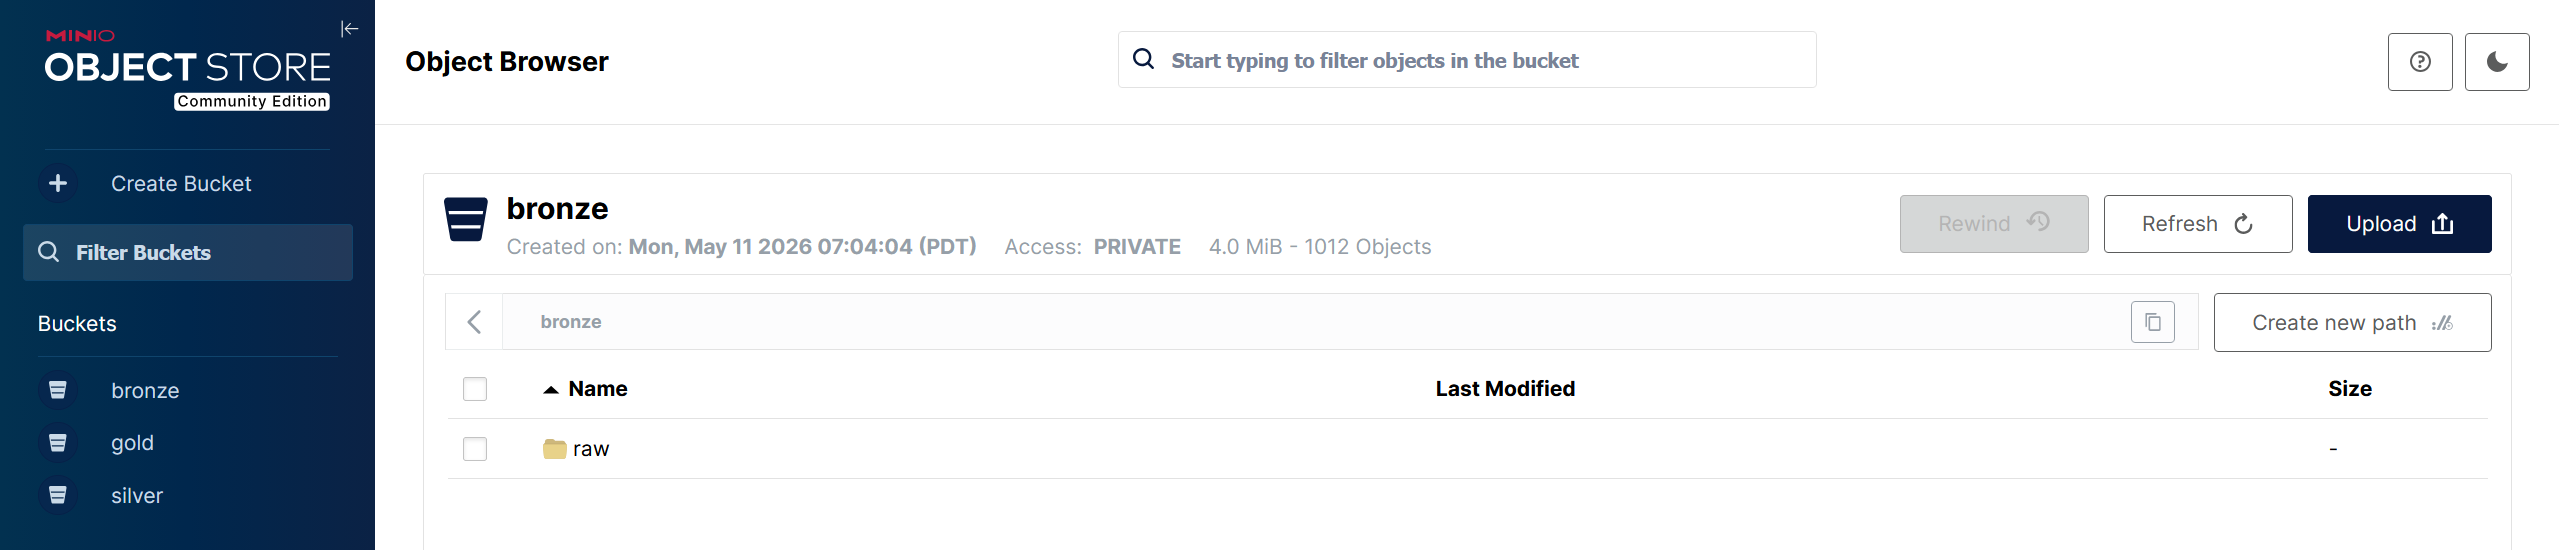 MINIO
OBJECT STORE
Community Edition
Create Bucket
Filter Buckets
Buckets
bronze
gold
silver
Object Browser
Start typing to filter objects in the bucket
bronze
Created on: Mon, May 11 2026 07:04:04 (PDT) Access: PRIVATE 4.0 MiB - 1012 Objects
Rewind
Refresh
Upload
bronze
Create new path
Name Last Modified Size
raw -